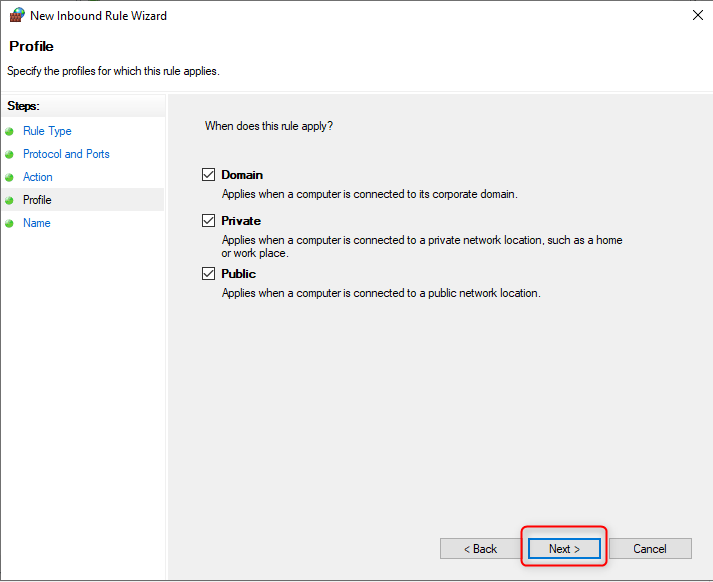 New Inbound Rule Wizard
Profile
Specify the profiles for which this rule applies.
Steps:
Rule Type
Protocol and Ports
Action
Profile
Name
When does this rule apply?
Domain
Applies when a computer is connected to its corporate domain.
Private
Applies when a computer is connected to a private network location, such as a home
or work place.
Public
Applies when a computer is connected to a public network location.
< Back
Next >
Cancel